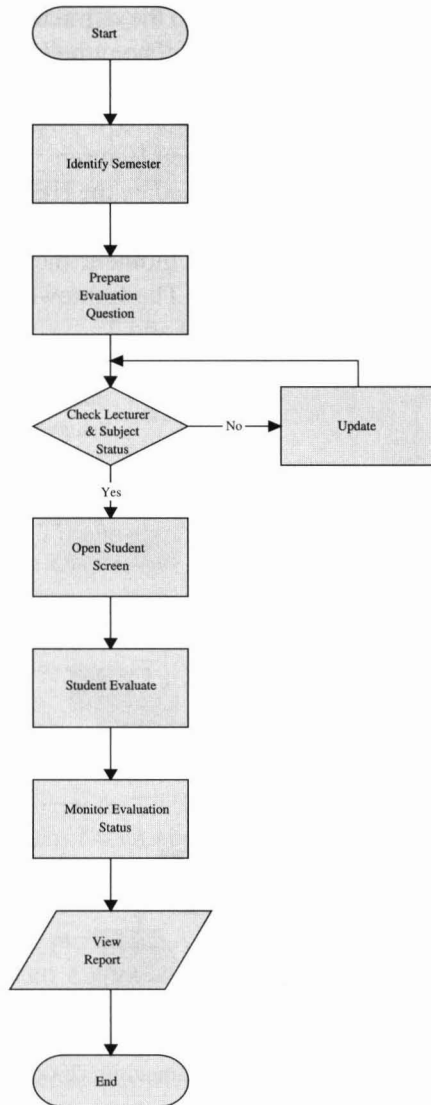 Start
Identify Semester
Prepare
Evaluation
Question
Check Lecturer
& Subject
Status
No
Update
Yes
Open Student
Screen
Student Evaluate
Monitor Evaluation
Status
View
Report
End